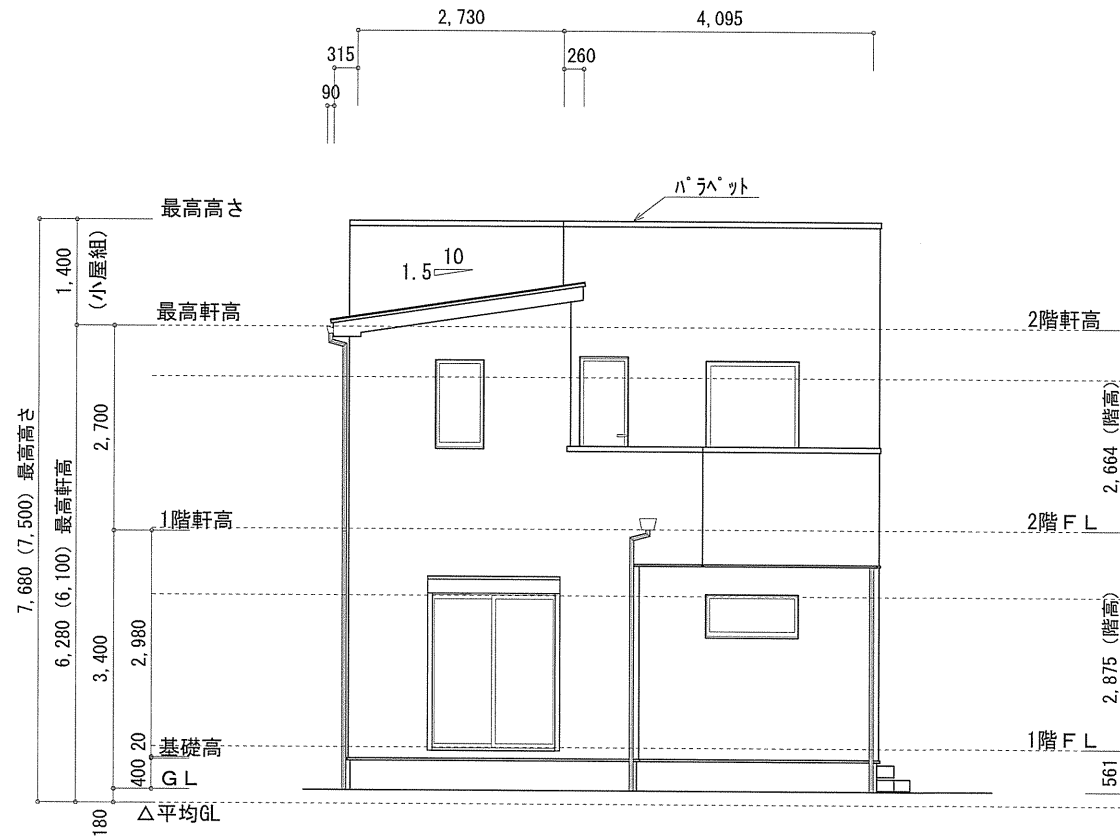 2,730
4,095
315
260
90
パラペット
最高高さ
10
1.5
1,400
(小屋組)
最高軒高
2階軒高
2,700
2,664 (階高)
7,680 (7,500) 最高高さ
6,280 (6,100) 最高軒高
1階軒高
2階ＦＬ
3,400
2,980
2,875 (階高)
20
基礎高
1階ＦＬ
400
ＧＬ
561
180
△平均GL